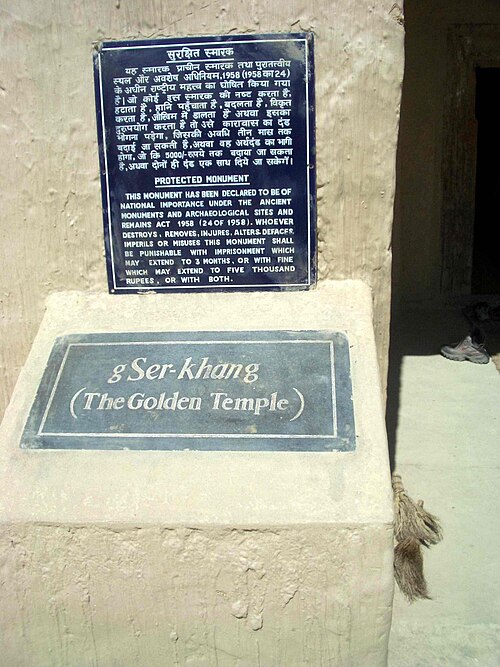 सुरक्षित स्मारक
यह स्मारक प्राचीन स्मारक तथा पुरातत्वीय
स्थल और अवशेष अधिनियम,1958 (1958 का 24)
के अधीन राष्ट्रीय महत्व का घोषित किया गया
है। जो कोई इस स्मारक को नष्ट करता है,
हटाता है, हानि पहुँचाता है, बदलता है, विकृत
करता है, जोखिम में डालता है अथवा इसका
दुरुपयोग करता है तो उसे कारावास का दंड
भोगना पड़ेगा, जिसकी अवधि तीन मास तक
बढ़ाई जा सकती है, अथवा वह अर्थदंड का भागी
होगा, जो कि 5000/-रुपये तक बढ़ाया जा सकता
है, अथवा दोनों ही दंड एक साथ दिये जा सकेंगें।
PROTECTED MONUMENT
THIS MONUMENT HAS BEEN DECLARED TO BE OF
NATIONAL IMPORTANCE UNDER THE ANCIENT
MONUMENTS AND ARCHAEOLOGICAL SITES AND
REMAINS ACT 1958 (24 OF 1958). WHOEVER
DESTROYS, REMOVES, INJURES, ALTERS, DEFACES,
IMPERILS OR MISUSES THIS MONUMENT SHALL
BE PUNISHABLE WITH IMPRISONMENT WHICH
MAY EXTEND TO 3 MONTHS, OR WITH FINE
WHICH MAY EXTEND TO FIVE THOUSAND
RUPEES, OR WITH BOTH.
gSer-khang
(The Golden Temple)